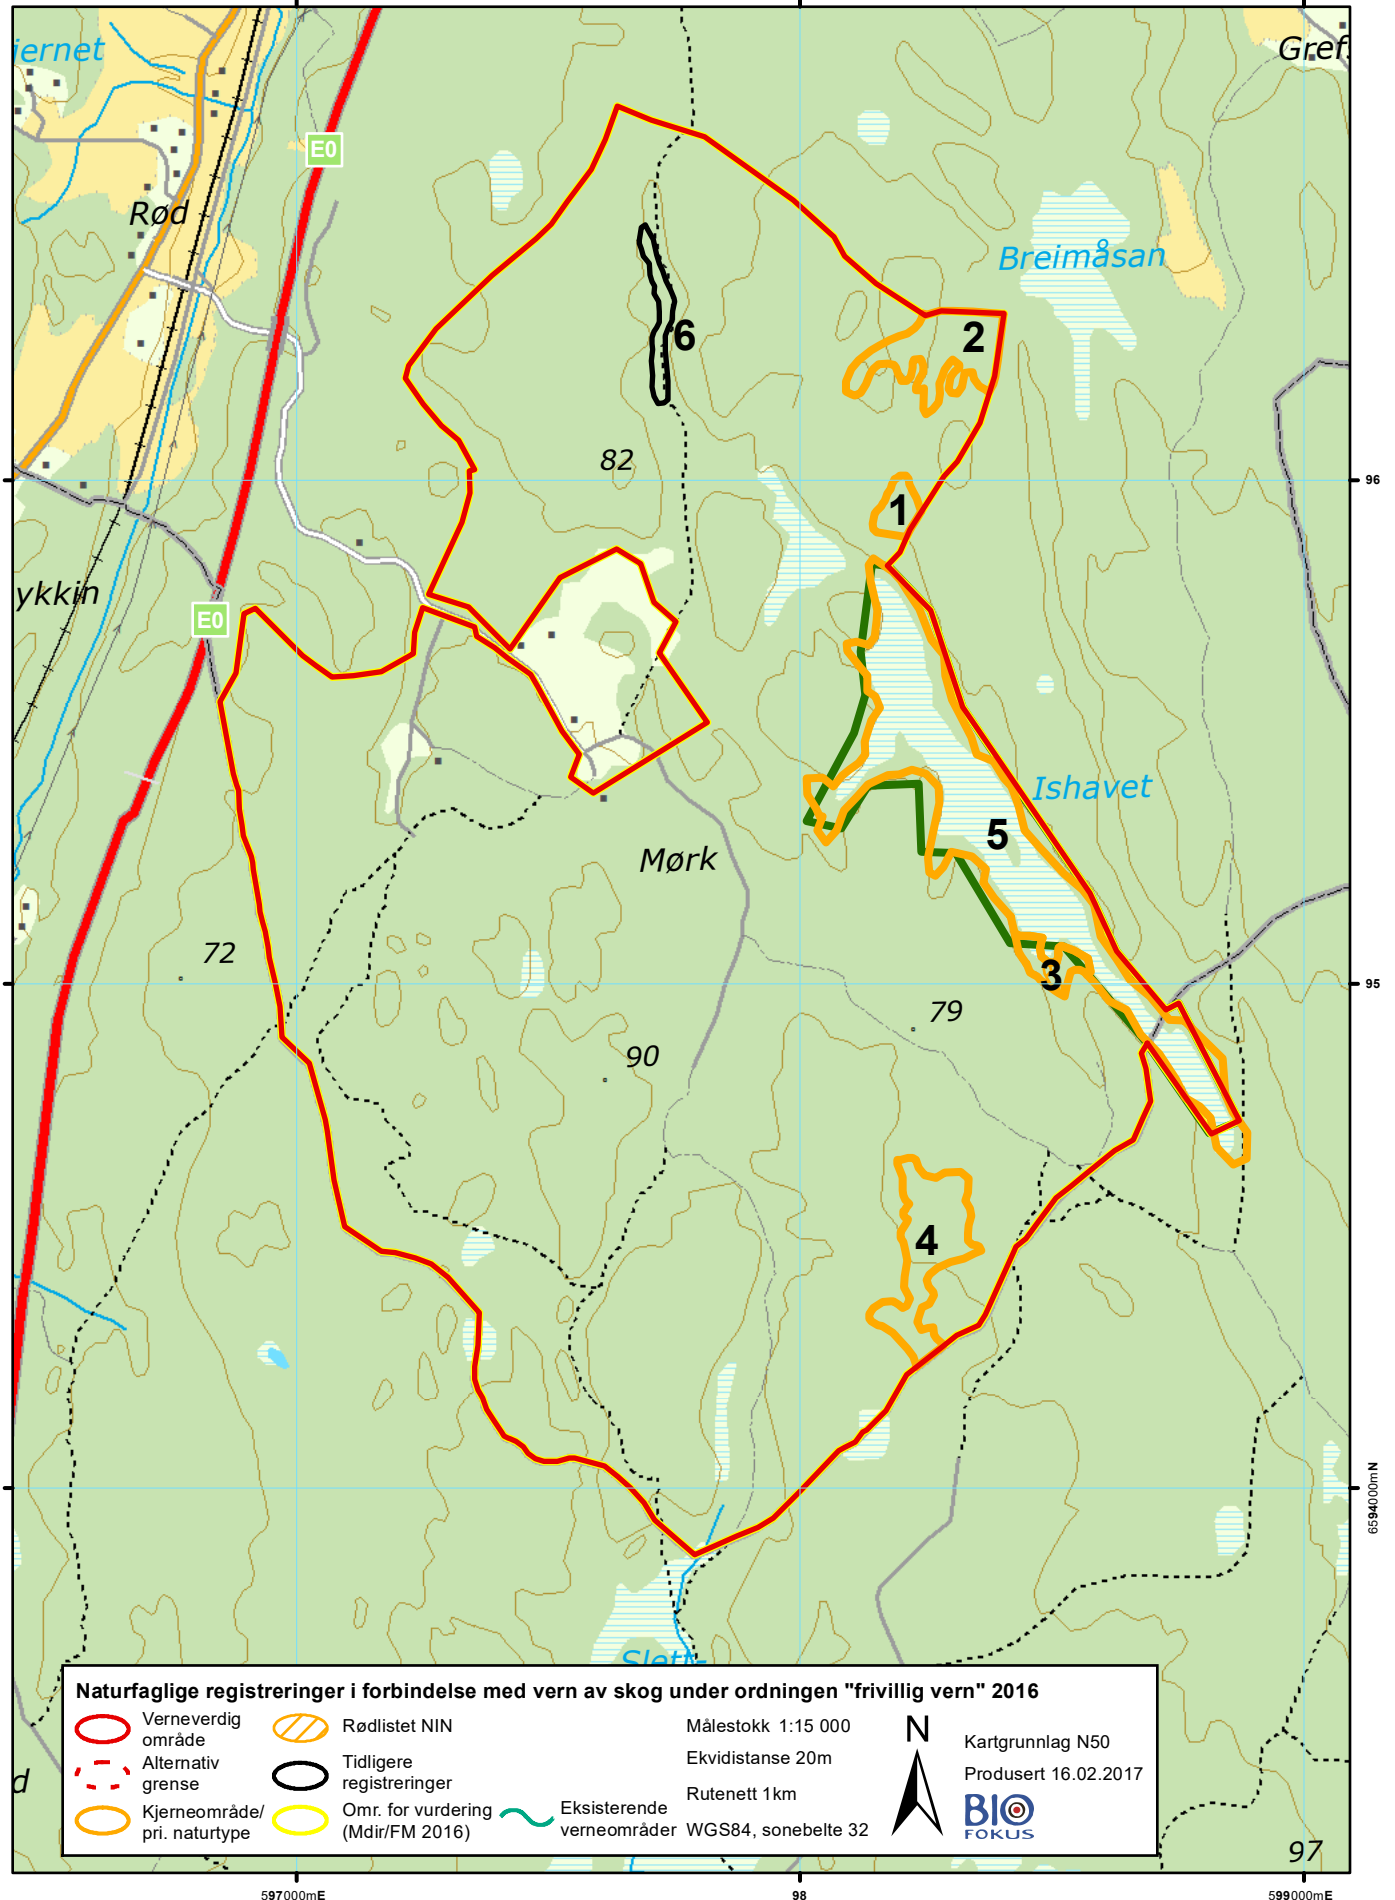 jernet
Gref
E0
Rød
Breimåsan
2
6
82
96
1
ykkin
E0
Ishavet
5
Mørk
72
3
95
79
90
4
6594000mN
Slett-
Naturfaglige registreringer i forbindelse med vern av skog under ordningen "frivillig vern" 2016
Verneverdig
område
Rødlistet NIN
Målestokk 1:15 000
N
Kartgrunnlag N50
Alternativ
grense
Tidligere
registreringer
Ekvidistanse 20m
Produsert 16.02.2017
Rutenett 1km
Kjerneområde/
pri. naturtype
Omr. for vurdering
(Mdir/FM 2016)
Eksisterende
verneområder
WGS84, sonebelte 32
BIO
FOKUS
d
97
597000mE
98
599000mE